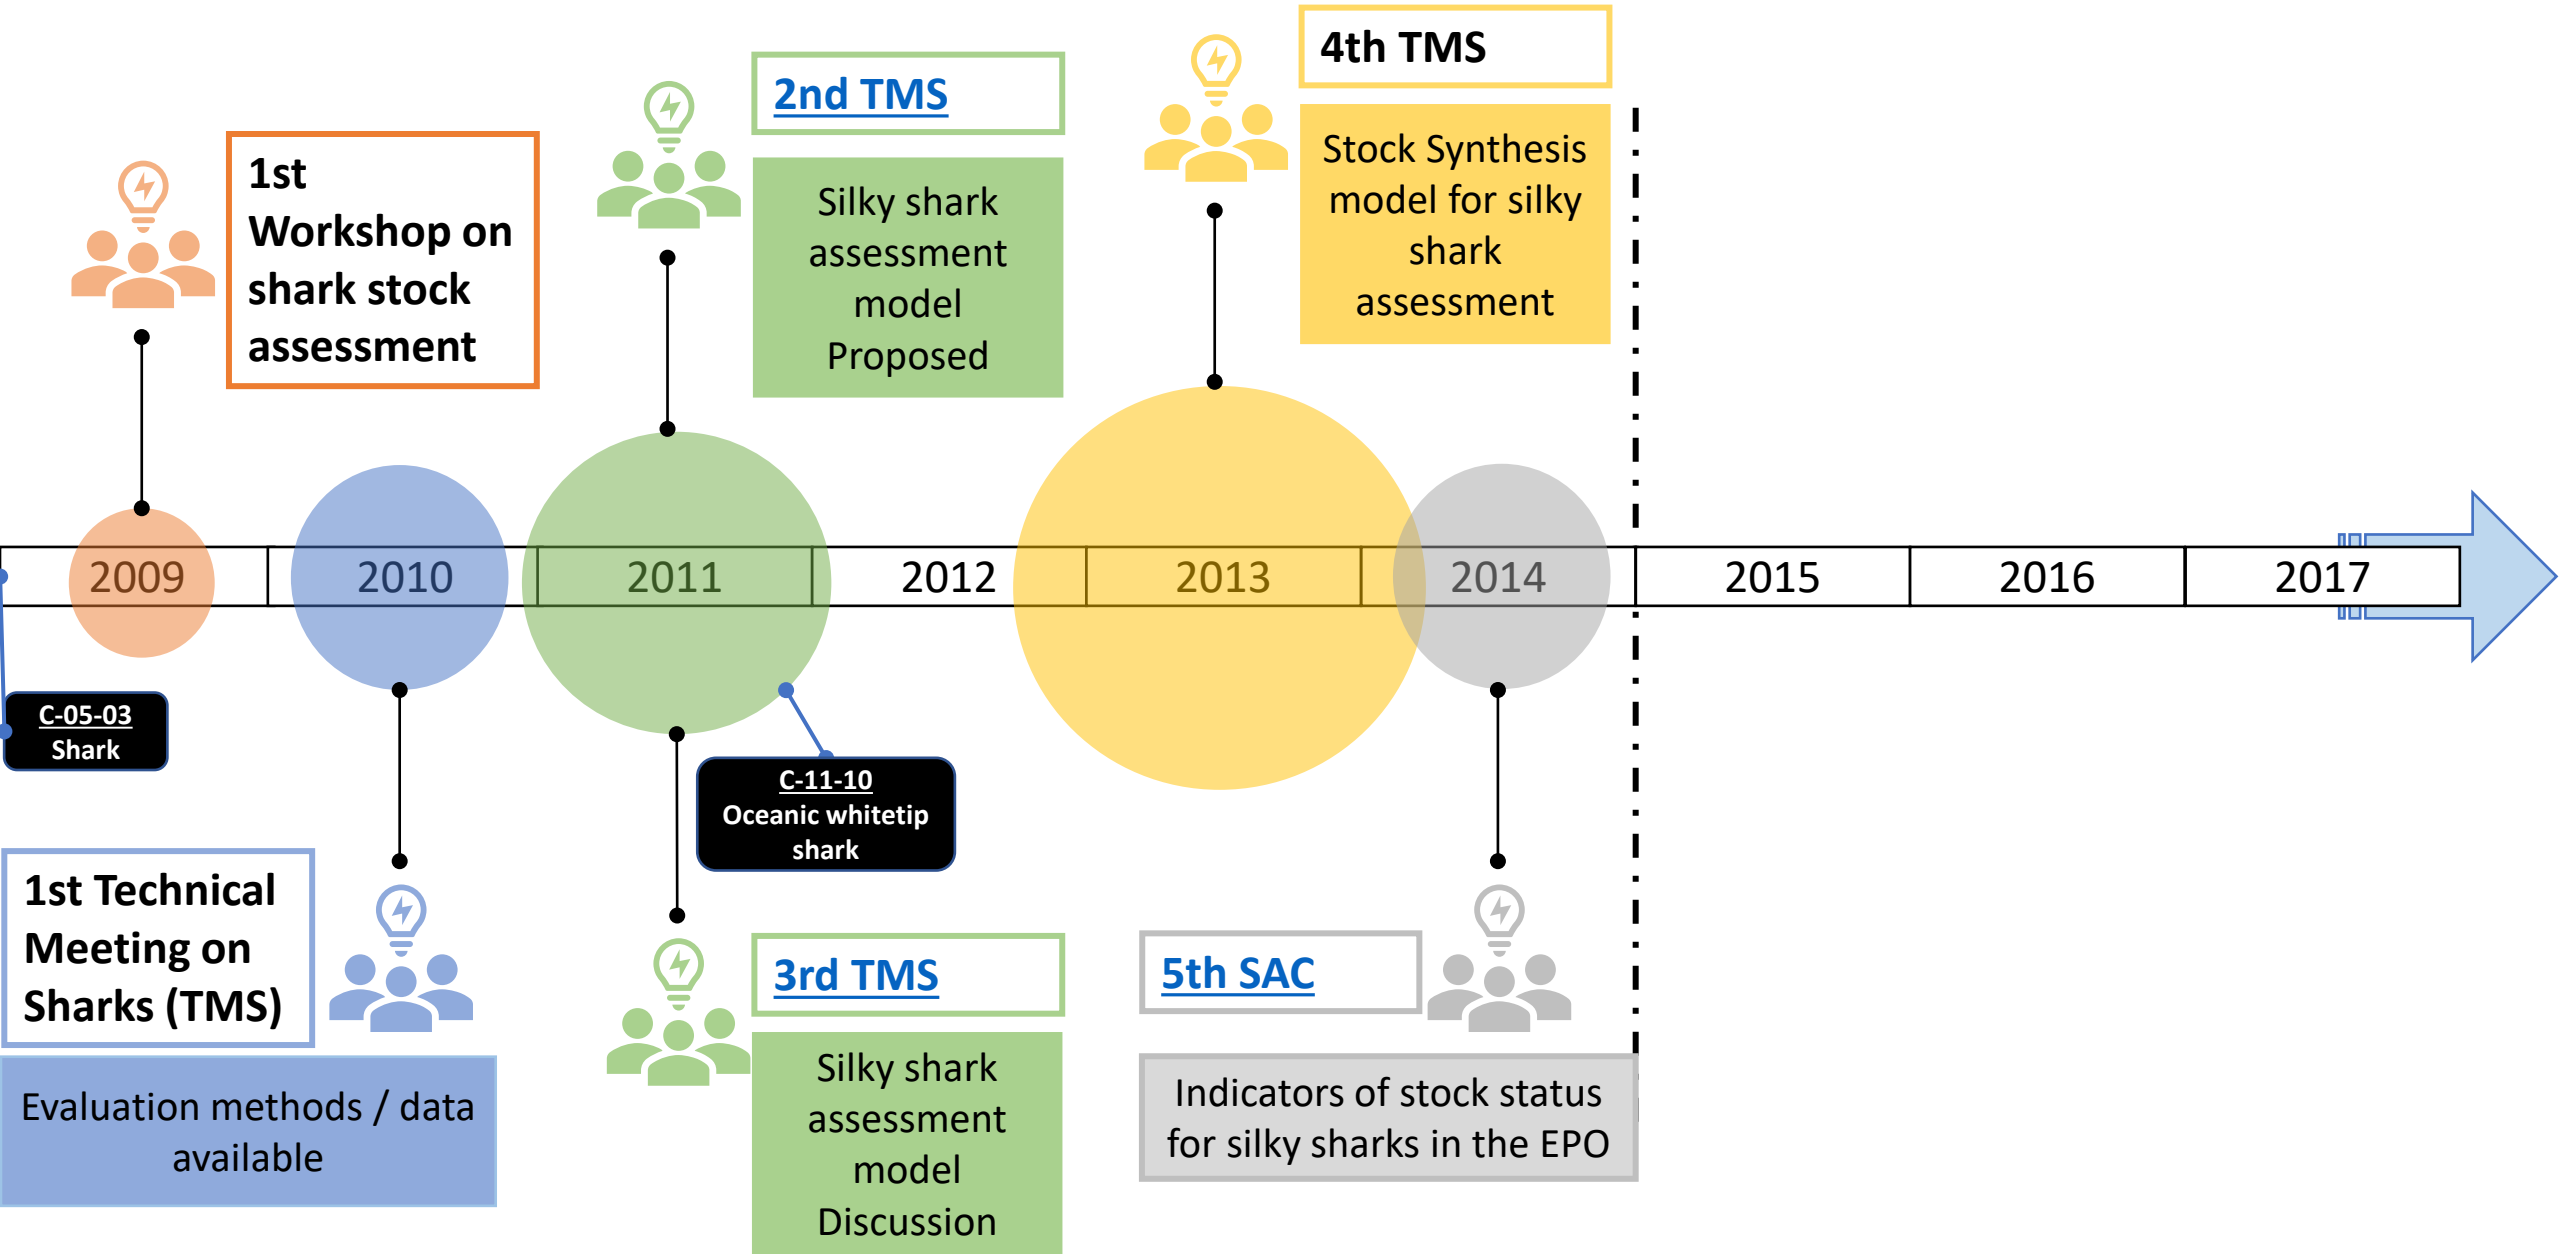 1st
Workshop on
shark stock
assessment
2nd TMS
Silky shark
assessment
model
Proposed
4th TMS
Stock Synthesis
model for silky
shark
assessment
2009
2010
2011
2012
2013
2014
2015
2016
2017
C-05-03
Shark
C-11-10
Oceanic whitetip
shark
1st Technical
Meeting on
Sharks (TMS)
Evaluation methods / data
available
3rd TMS
Silky shark
assessment
model
Discussion
5th SAC
Indicators of stock status
for silky sharks in the EPO